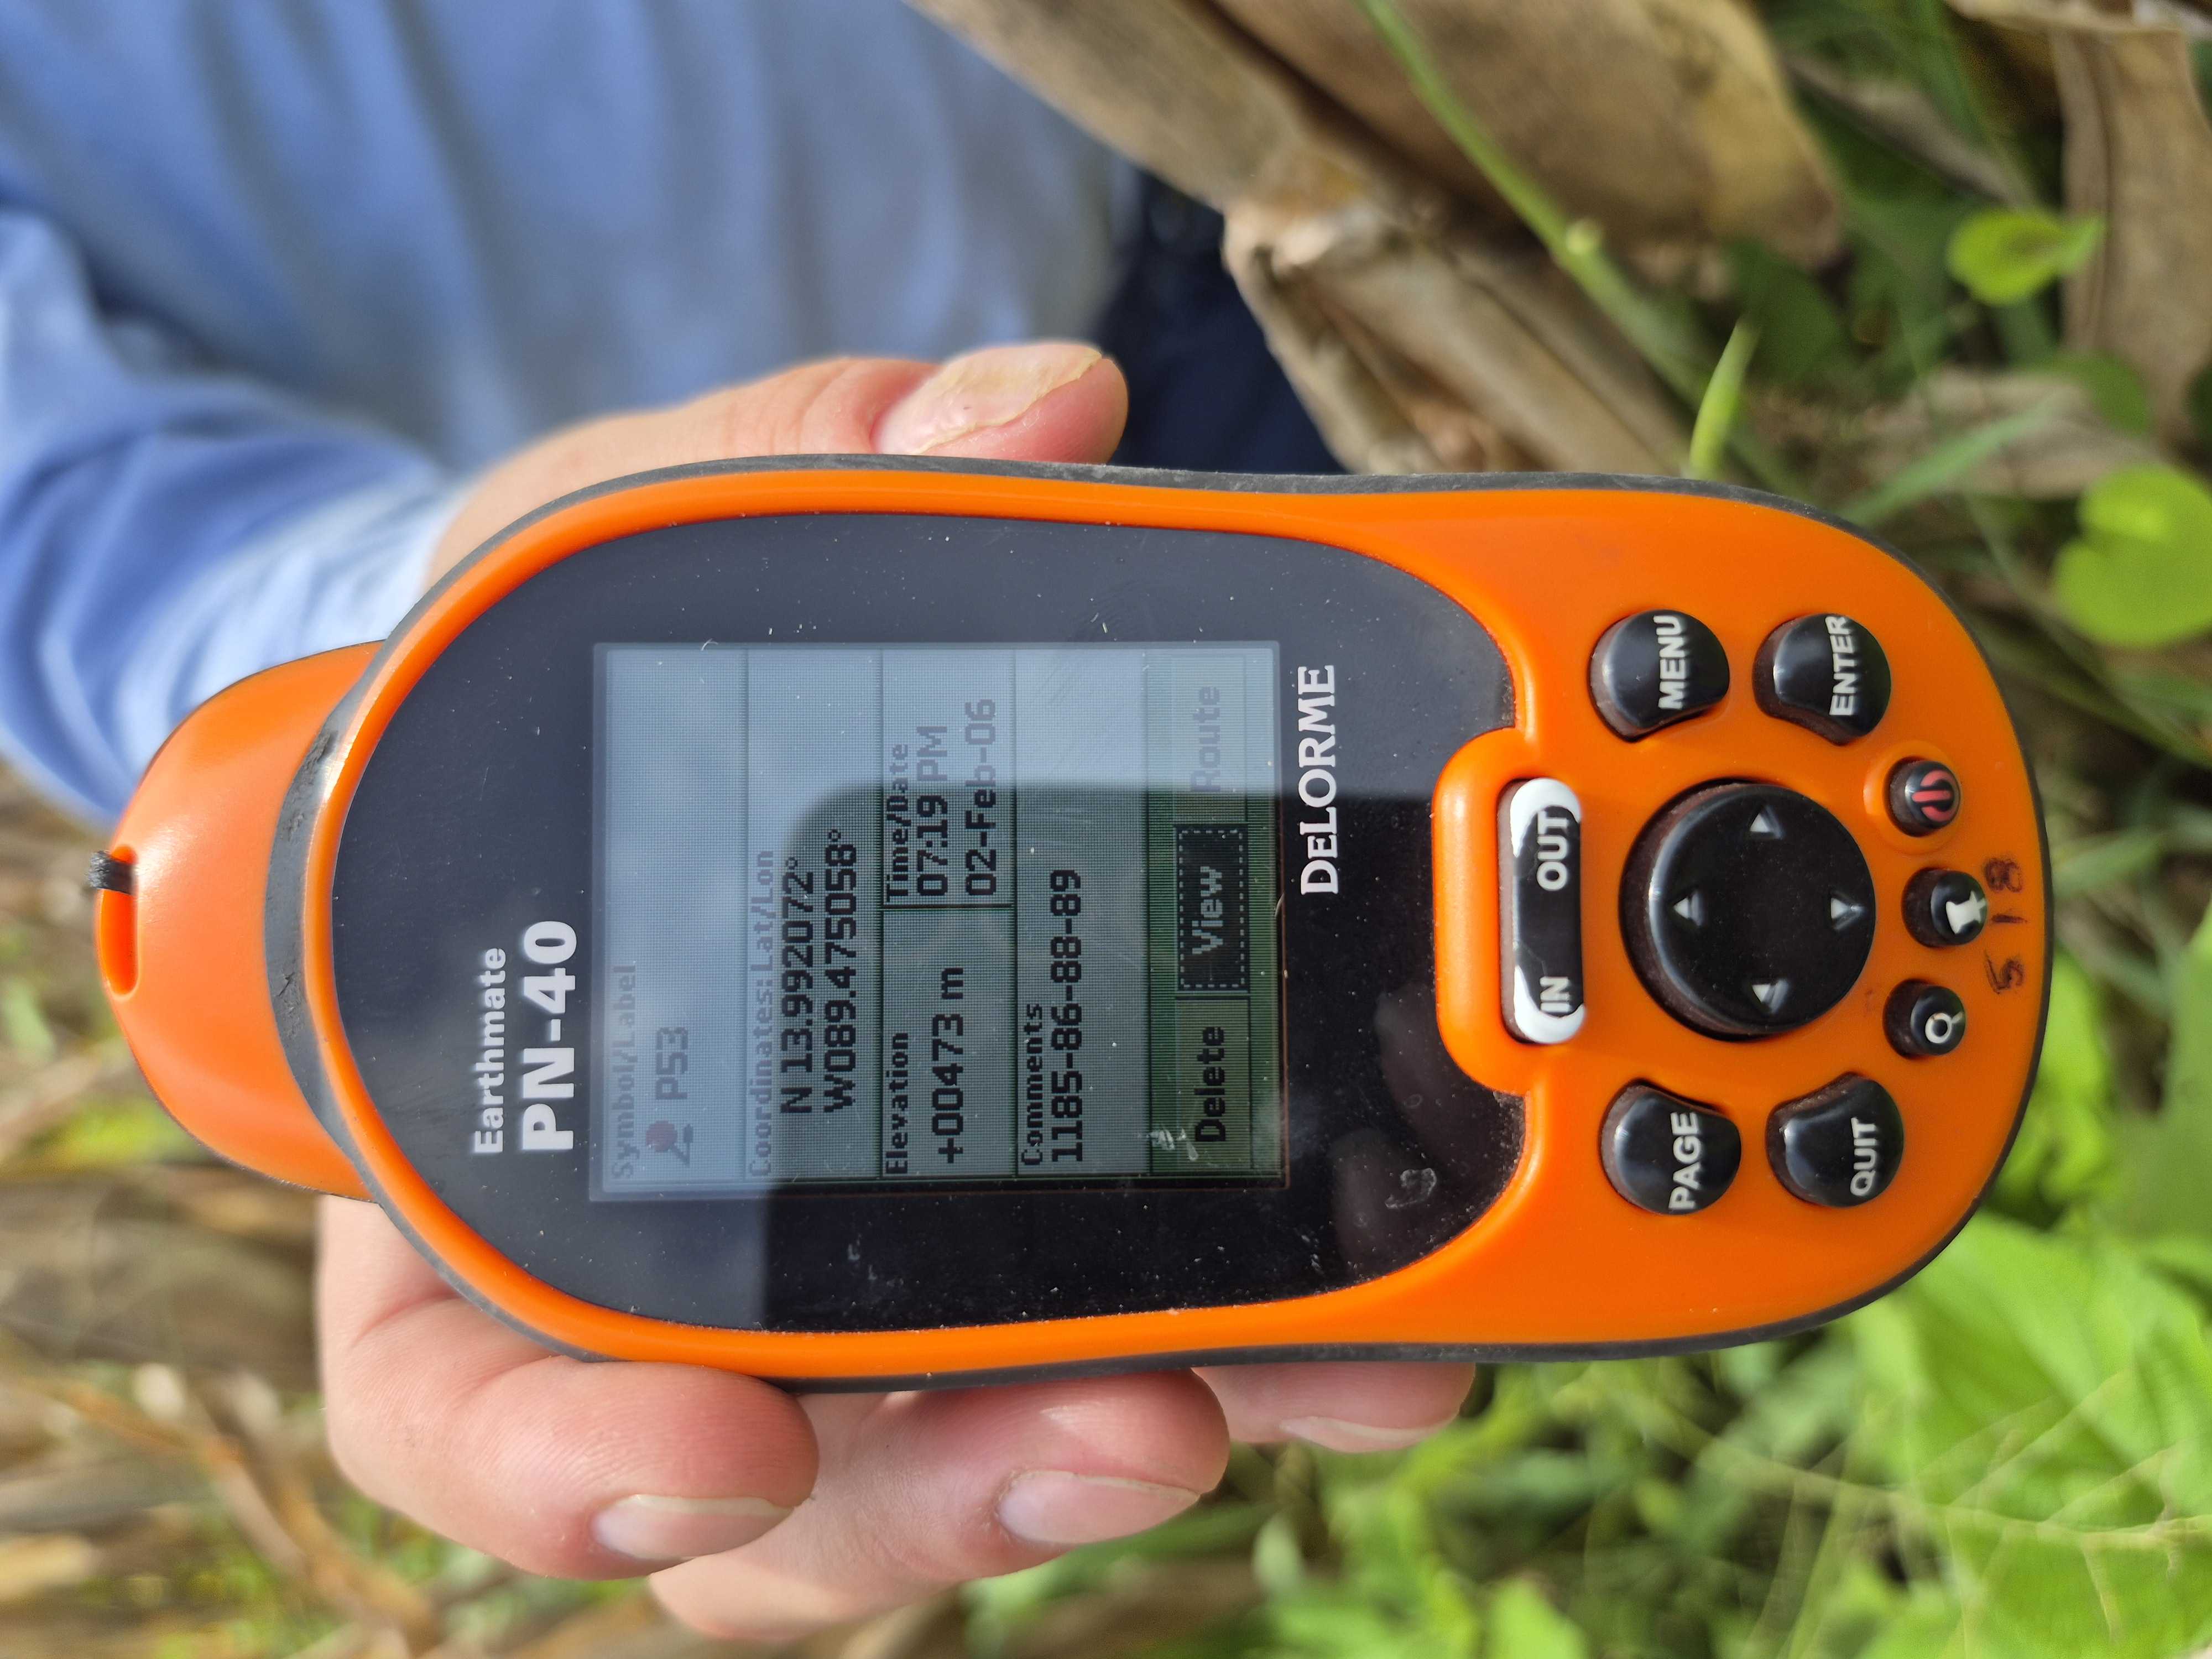 Earthmate
PN-40
Symbol/Label
P53
Coordinates: Lat/Lon
N 13.992072°
W089.475058°
Elevation
+00473 m
Time/Date
07:19 PM
02-Feb-06
Comments
1185-86-88-89
Delete
View
Route
DELORME
IN
OUT
PAGE
MENU
QUIT
ENTER
518